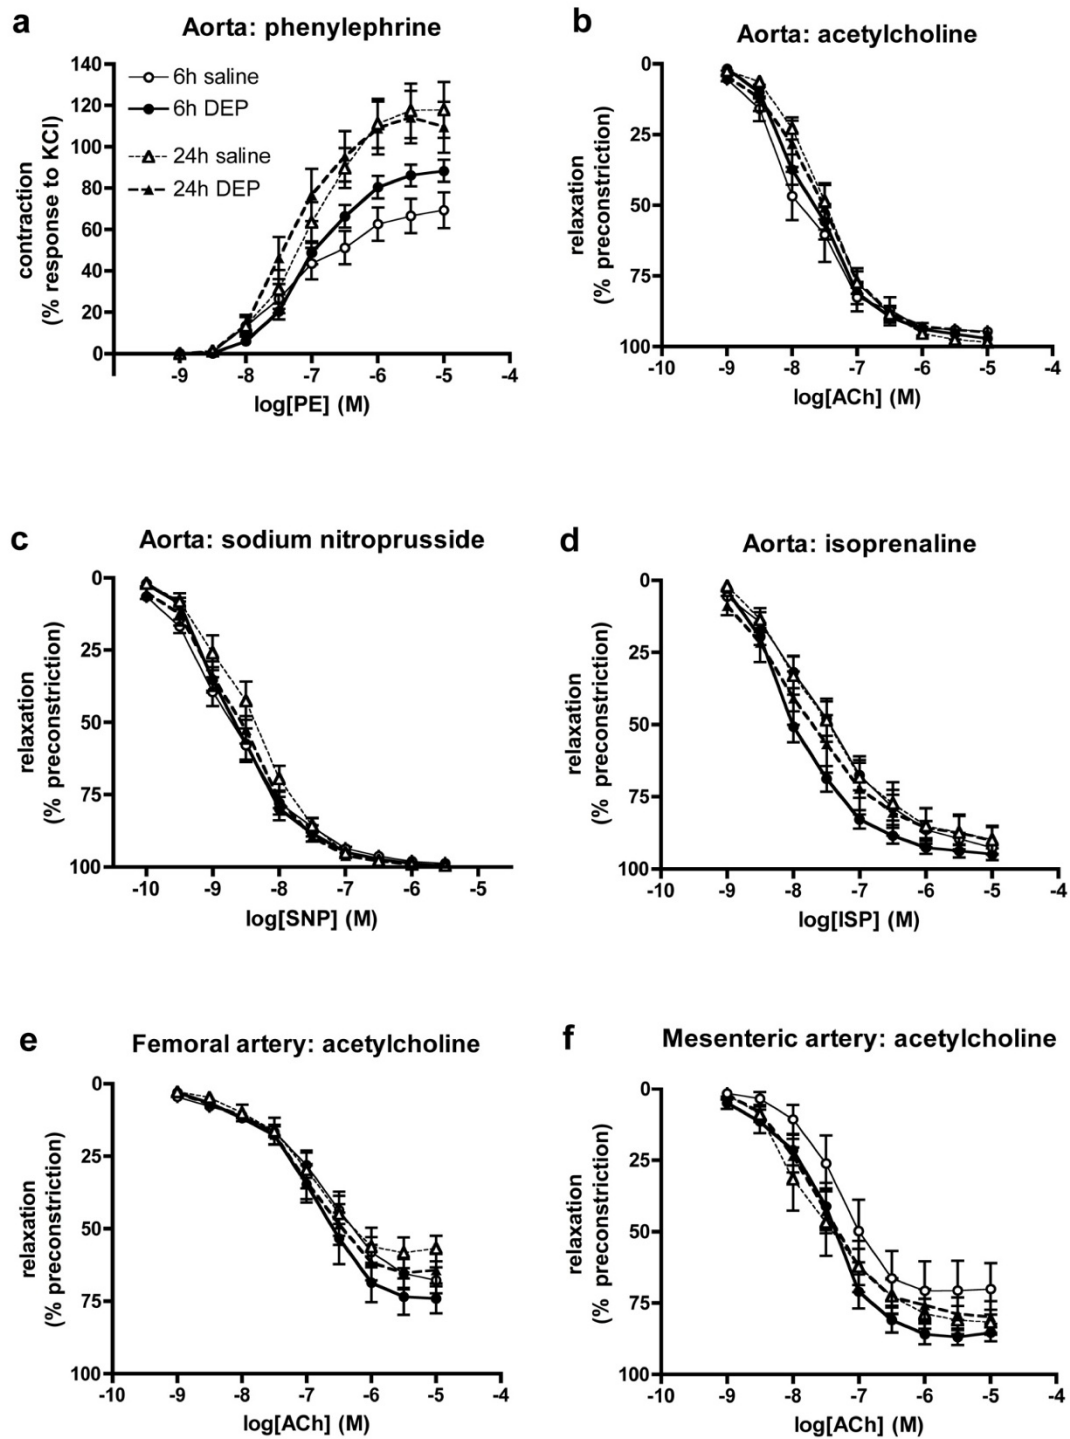 a
Aorta: phenylephrine
140
120
100
80
60
40
20
0
contraction
(% response to KCl)
6h saline
6h DEP
24h saline
24h DEP
-9 -8 -7 -6 -5 -4
log[PE] (M)
b
Aorta: acetylcholine
0
25
50
75
100
relaxation
(% preconstriction)
-10 -9 -8 -7 -6 -5 -4
log[ACh] (M)
c
Aorta: sodium nitroprusside
0
25
50
75
100
relaxation
(% preconstriction)
-10 -9 -8 -7 -6 -5
log[SNP] (M)
d
Aorta: isoprenaline
0
25
50
75
100
relaxation
(% preconstriction)
-10 -9 -8 -7 -6 -5 -4
log[ISP] (M)
e
Femoral artery: acetylcholine
0
25
50
75
100
relaxation
(% preconstriction)
-10 -9 -8 -7 -6 -5 -4
log[ACh] (M)
f
Mesenteric artery: acetylcholine
0
25
50
75
100
relaxation
(% preconstriction)
-10 -9 -8 -7 -6 -5 -4
log[ACh] (M)